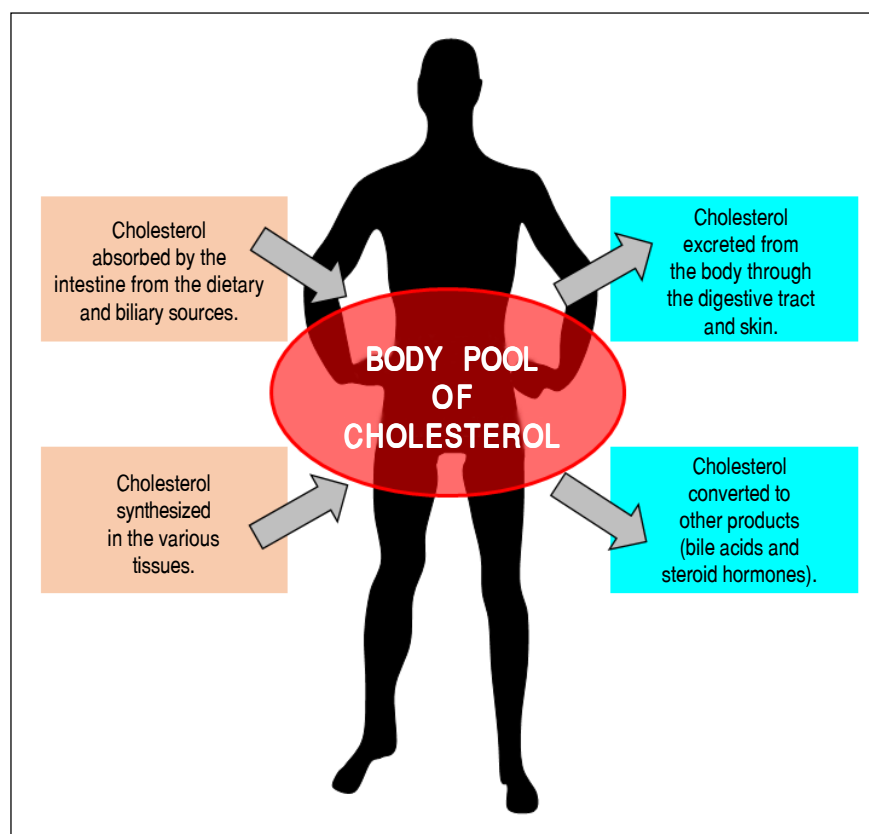 Cholesterol
absorbed by the
intestine from the dietary
and biliary sources.
Cholesterol
excreted from
the body through
the digestive tract
and skin.
BODY POOL
OF
CHOLESTEROL
Cholesterol
synthesized
in the various
tissues.
Cholesterol
converted to
other products
(bile acids and
steroid hormones).